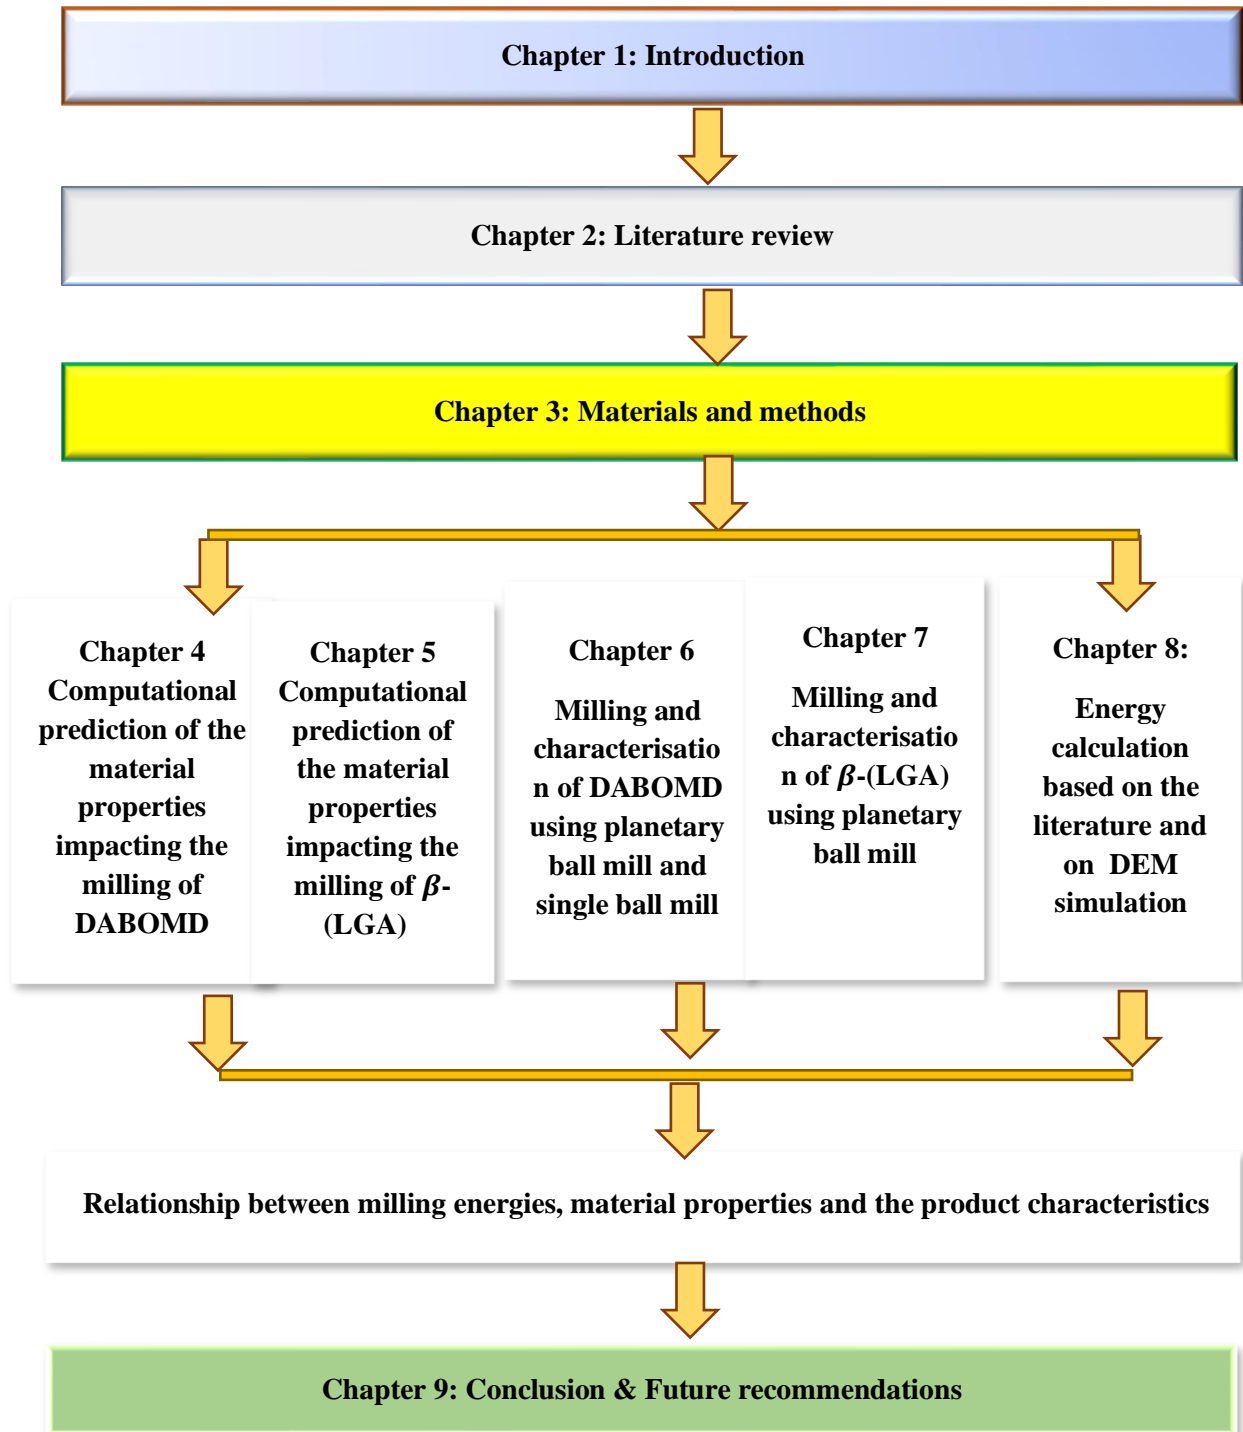 Chapter 1: Introduction
Chapter 2: Literature review
Chapter 3: Materials and methods
Chapter 4
Computational
prediction of the
material
properties
impacting the
milling of
DABOMD
Chapter 5
Computational
prediction of
the material
properties
impacting the
milling of β-
(LGA)
Chapter 6
Milling and
characterisatio
n of DABOMD
using planetary
ball mill and
single ball mill
Chapter 7
Milling and
characterisatio
n of β-(LGA)
using planetary
ball mill
Chapter 8:
Energy
calculation
based on the
literature and
on DEM
simulation
Relationship between milling energies, material properties and the product characteristics
Chapter 9: Conclusion & Future recommendations